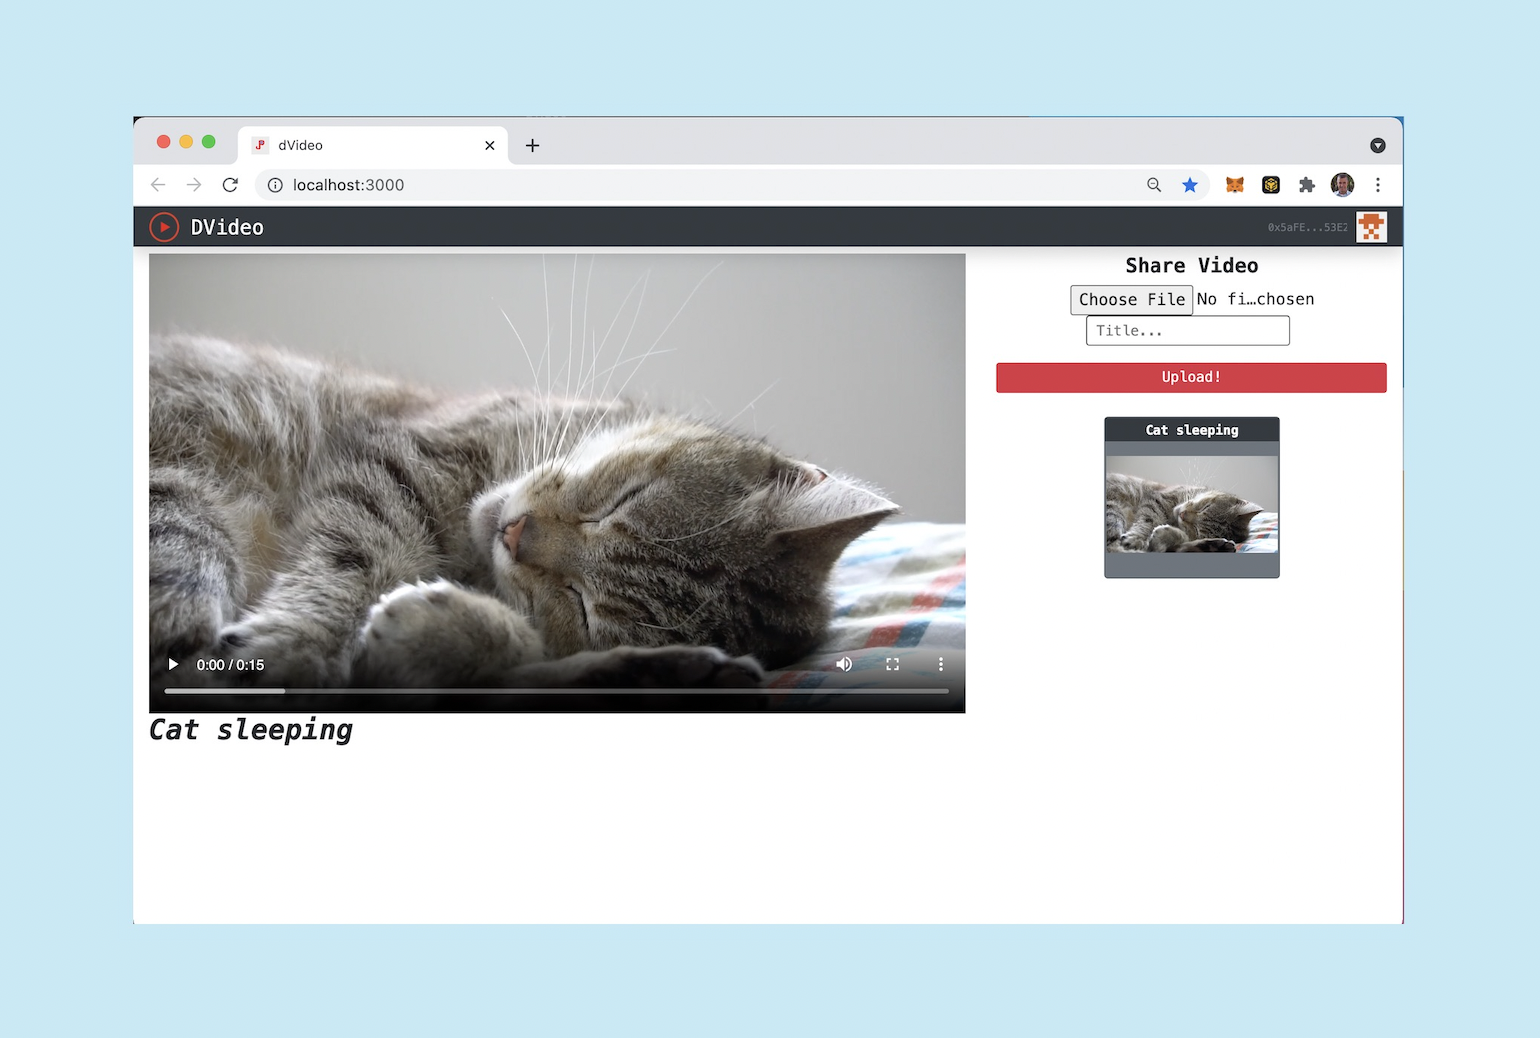 dVideo
localhost:3000
DVideo
0x5aFE...53E2
Share Video
Choose File No fi…chosen
Title...
Upload!
Cat sleeping
0:00 / 0:15
Cat sleeping